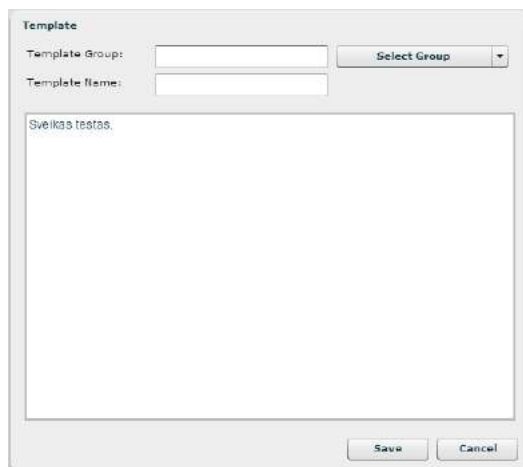 Template
Template Group:
Select Group
Template Name:
Sveikas testas,
Save
Cancel